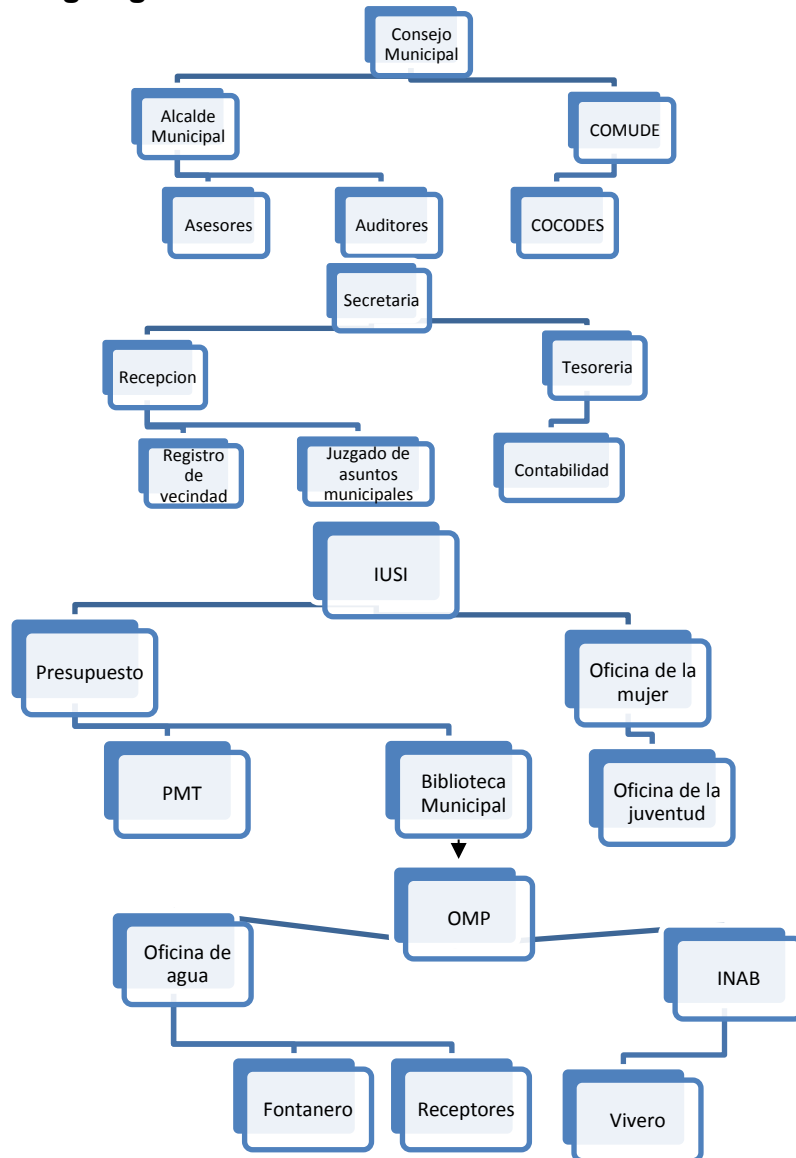 Consejo
Municipal
Alcalde
Municipal
COMUDE
Asesores
Auditores
COCODES
Secretaria
Recepcion
Tesoreria
Registro
de
vecindad
Juzgado de
asuntos
municipales
Contabilidad
IUSI
Presupuesto
Oficina de la
mujer
PMT
Biblioteca
Municipal
Oficina de la
juventud
OMP
Oficina de
agua
INAB
Fontanero
Receptores
Vivero